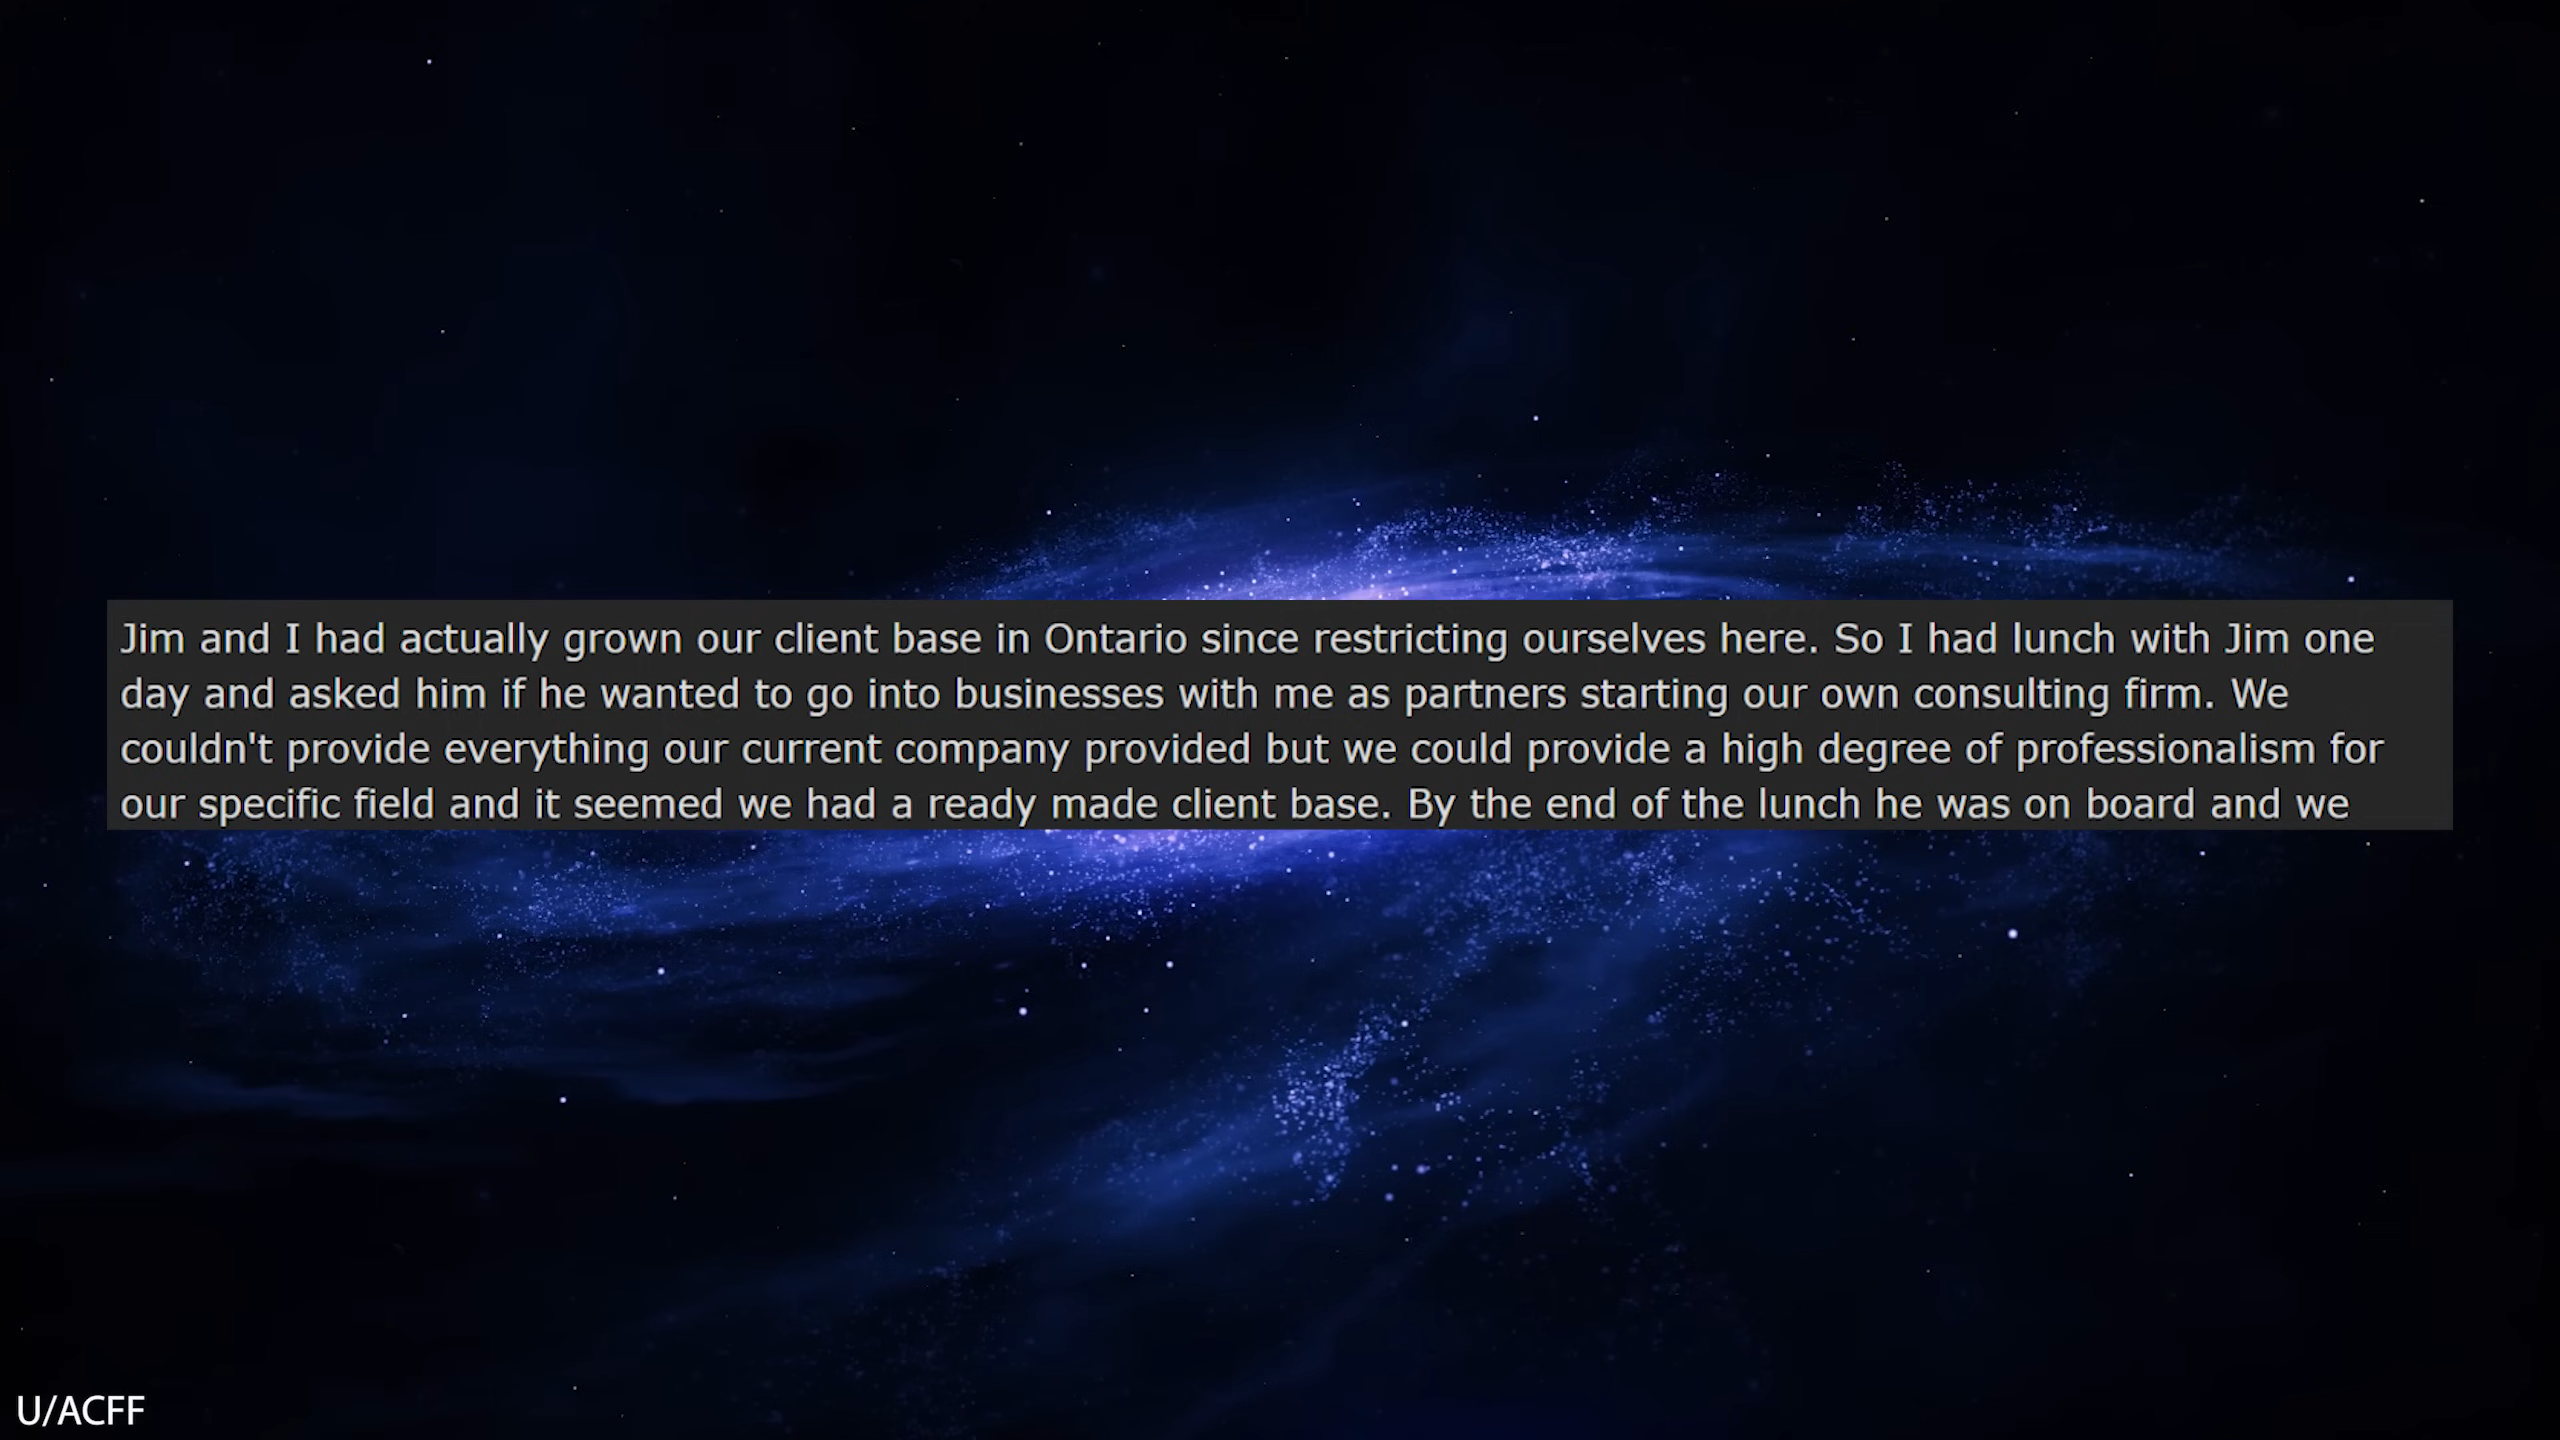 Jim and I had actually grown our client base in Ontario since restricting ourselves here. So I had lunch with Jim one
day and asked him if he wanted to go into businesses with me as partners starting our own consulting firm. We
couldn't provide everything our current company provided but we could provide a high degree of professionalism for
our specific field and it seemed we had a ready made client base. By the end of the lunch he was on board and we
U/ACFF